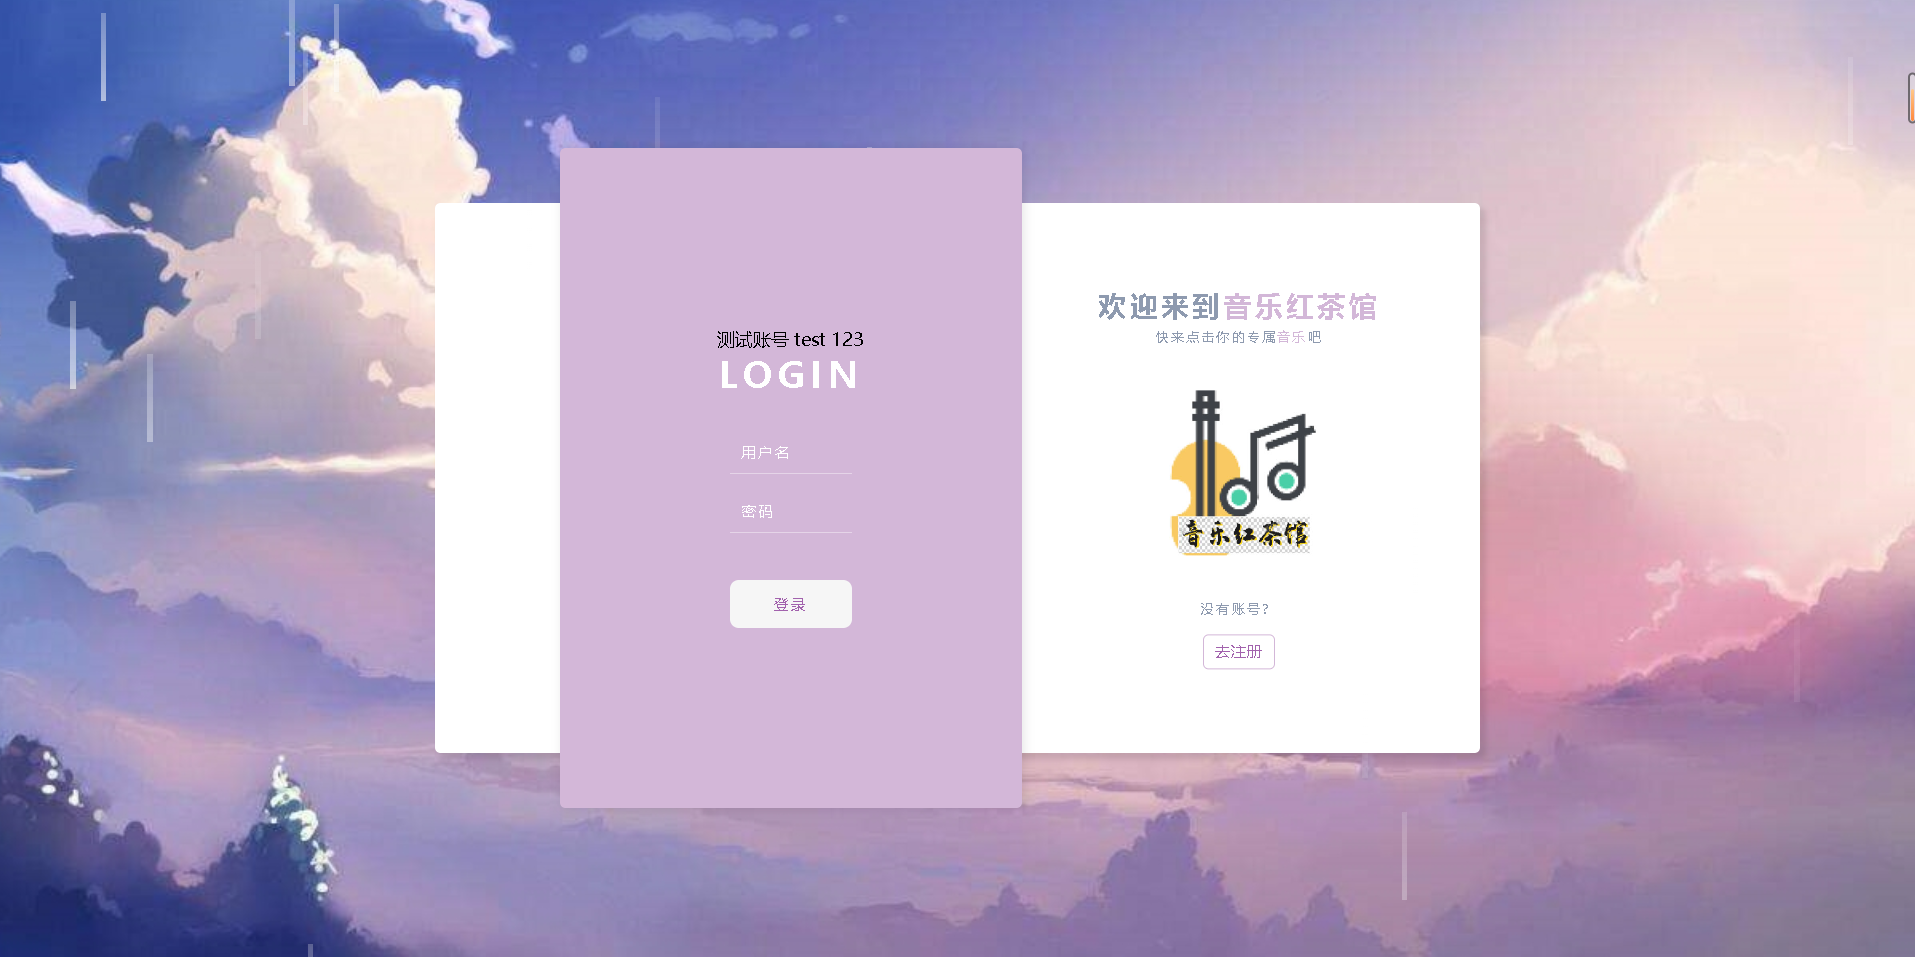 测试账号 test 123
LOGIN
用户名
密码
登录
欢迎来到音乐红茶馆
快来点击你的专属音乐吧
音乐红茶馆
没有账号?
去注册